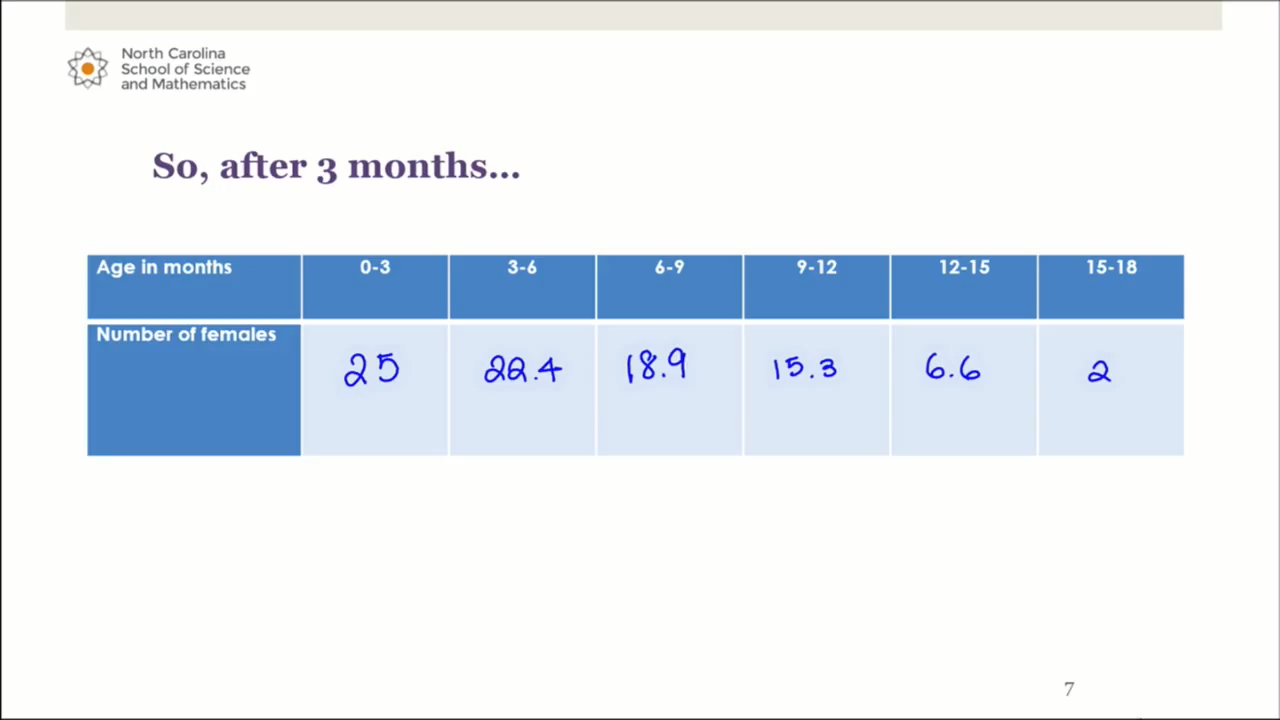 North Carolina
School of Science
and Mathematics
So, after 3 months...
Age in months 0-3 3-6 6-9 9-12 12-15 15-18
Number of females 25 22.4 18.9 15.3 6.6 2
7